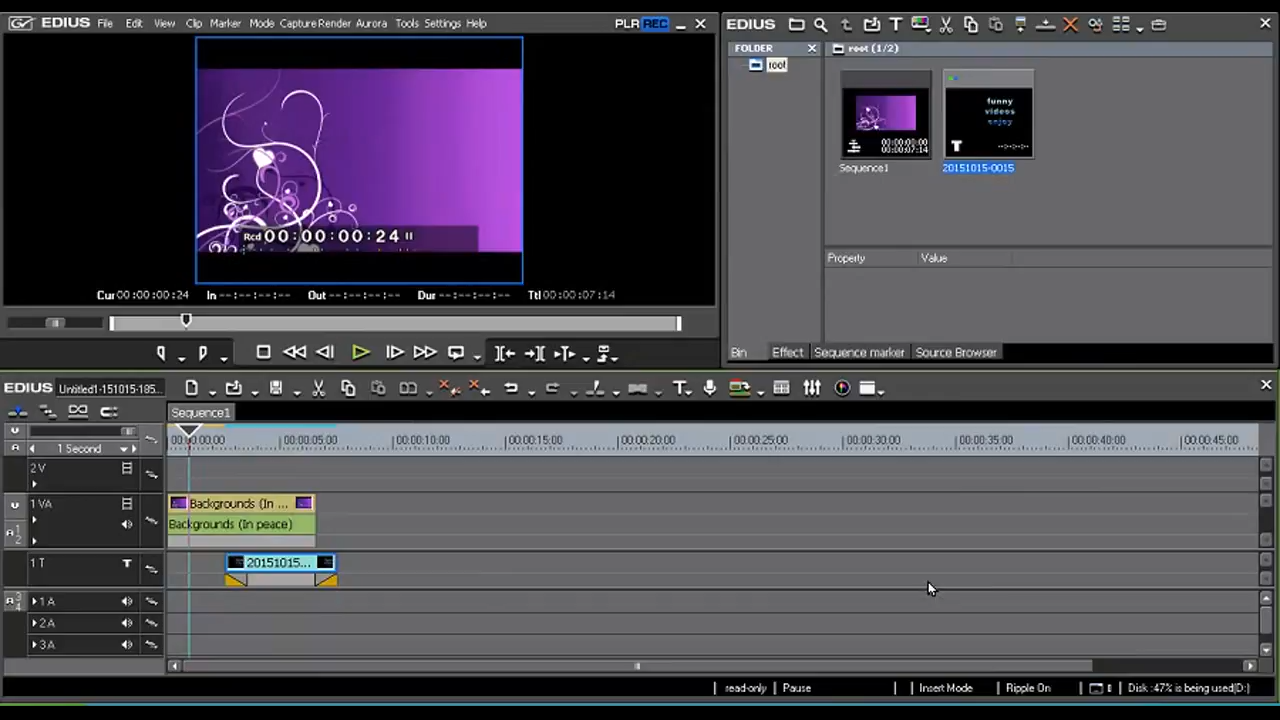 EDIUS File Edit View Clip Marker Mode Capture Render Aurora Tools Settings Help PLR REC
Rcd 00:00:00:24
Cur 00:00:00:24 In --:--:--:-- Out --:--:--:-- Dur --:--:--:-- Ttl 00:00:07:14
EDIUS
FOLDER
root
root (1/2)
00:00:00:00
00:00:07:14
Sequence1
funny
videos
enjoy
T --:--:--:--
20151015-0015
Property Value
Bin Effect Sequence marker Source Browser
EDIUS Untitled1-151015-185...
Sequence1
1 Second
00:00:00:00 00:00:05:00 00:00:10:00 00:00:15:00 00:00:20:00 00:00:25:00 00:00:30:00 00:00:35:00 00:00:40:00 00:00:45:00
2 V
1 VA Backgrounds (In ...
Backgrounds (In peace)
1 T T 20151015...
1 A
2 A
3 A
read-only Pause Insert Mode Ripple On Disk :47% is being used(D:)